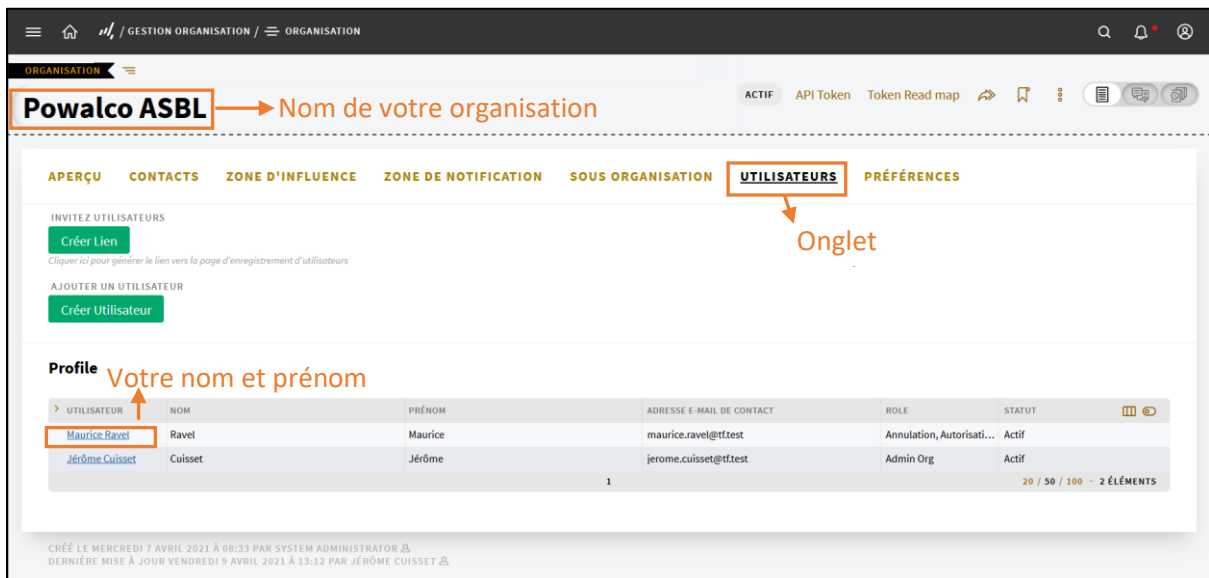 / GESTION ORGANISATION / ORGANISATION
ORGANISATION
Powalco ASBL
Nom de votre organisation
ACTIF API Token Token Read map
APERÇU CONTACTS ZONE D'INFLUENCE ZONE DE NOTIFICATION SOUS ORGANISATION UTILISATEURS PRÉFÉRENCES
Onglet
INVITEZ UTILISATEURS
Créer Lien
Cliquer ici pour générer le lien vers la page d'enregistrement d'utilisateurs
AJOUTER UN UTILISATEUR
Créer Utilisateur
Profile
Votre nom et prénom
> UTILISATEUR NOM PRÉNOM ADRESSE E-MAIL DE CONTACT ROLE STATUT
Maurice Ravel Ravel Maurice maurice.ravel@tf.test Annulation, Autorisati... Actif
Jérôme Cuisset Cuisset Jérôme jerome.cuisset@tf.test Admin Org Actif
1 20 / 50 / 100 · 2 ÉLÉMENTS
CRÉÉ LE MERCREDI 7 AVRIL 2021 À 08:33 PAR SYSTEM ADMINISTRATOR
DERNIÈRE MISE À JOUR VENDREDI 9 AVRIL 2021 À 13:12 PAR JÉRÔME CUISSET